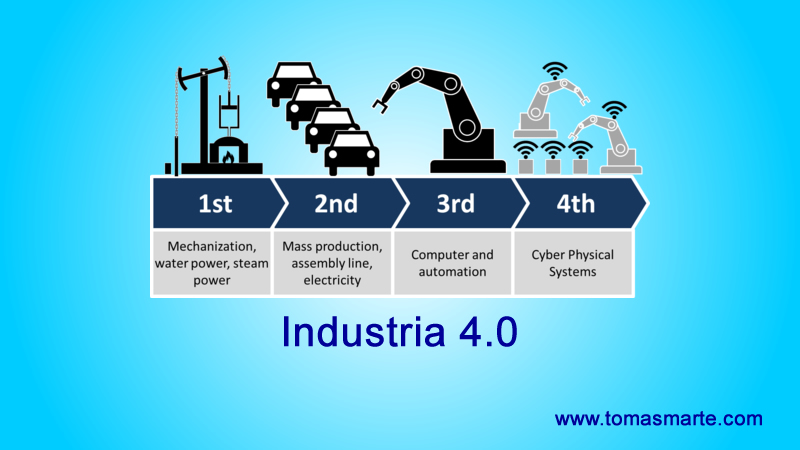 1st
2nd
3rd
4th
Mechanization,
water power, steam
power
Mass production,
assembly line,
electricity
Computer and
automation
Cyber Physical
Systems
Industria 4.0
www.tomasmarte.com